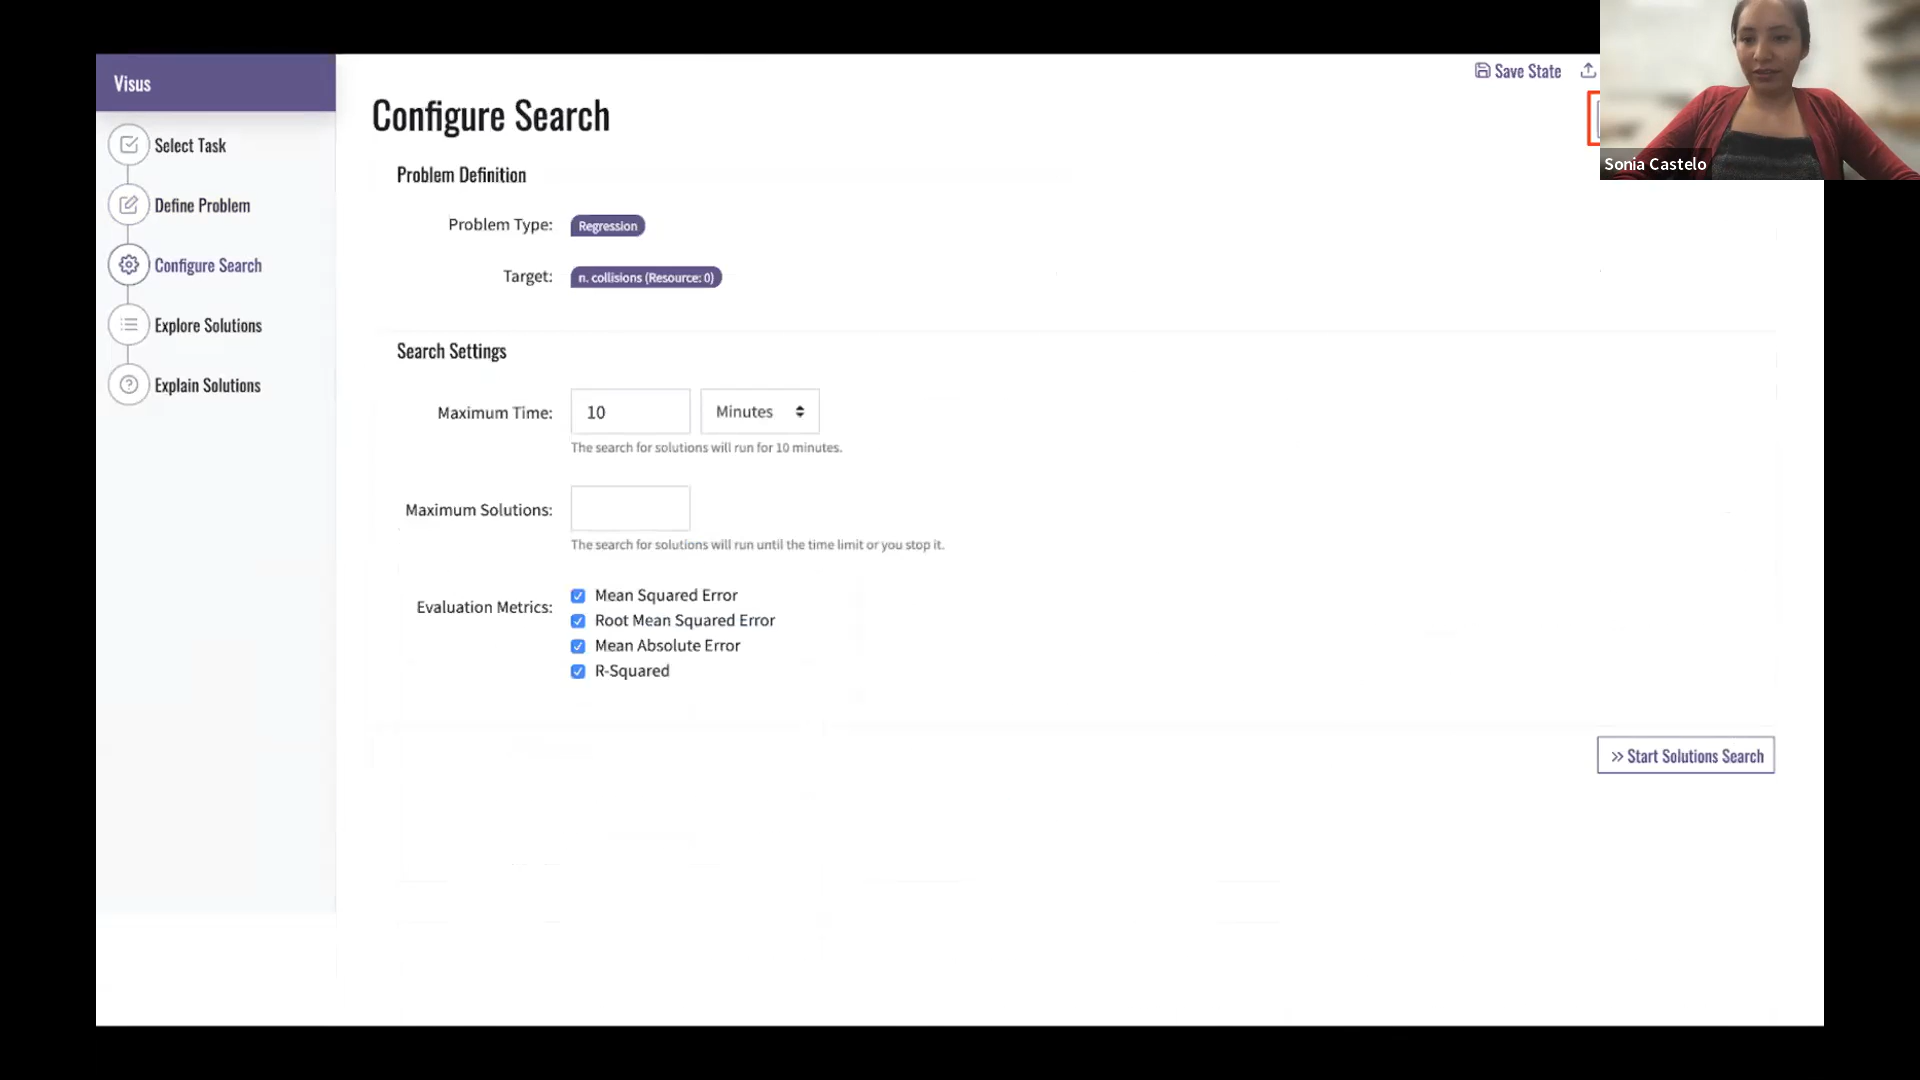 Visus
Select Task
Define Problem
Configure Search
Explore Solutions
Explain Solutions
Save State
Configure Search
Problem Definition
Problem Type: Regression
Target: n. collisions (Resource: 0)
Search Settings
Maximum Time: 10 Minutes
The search for solutions will run for 10 minutes.
Maximum Solutions:
The search for solutions will run until the time limit or you stop it.
Evaluation Metrics: Mean Squared Error
Root Mean Squared Error
Mean Absolute Error
R-Squared
Start Solutions Search
Sonia Castelo